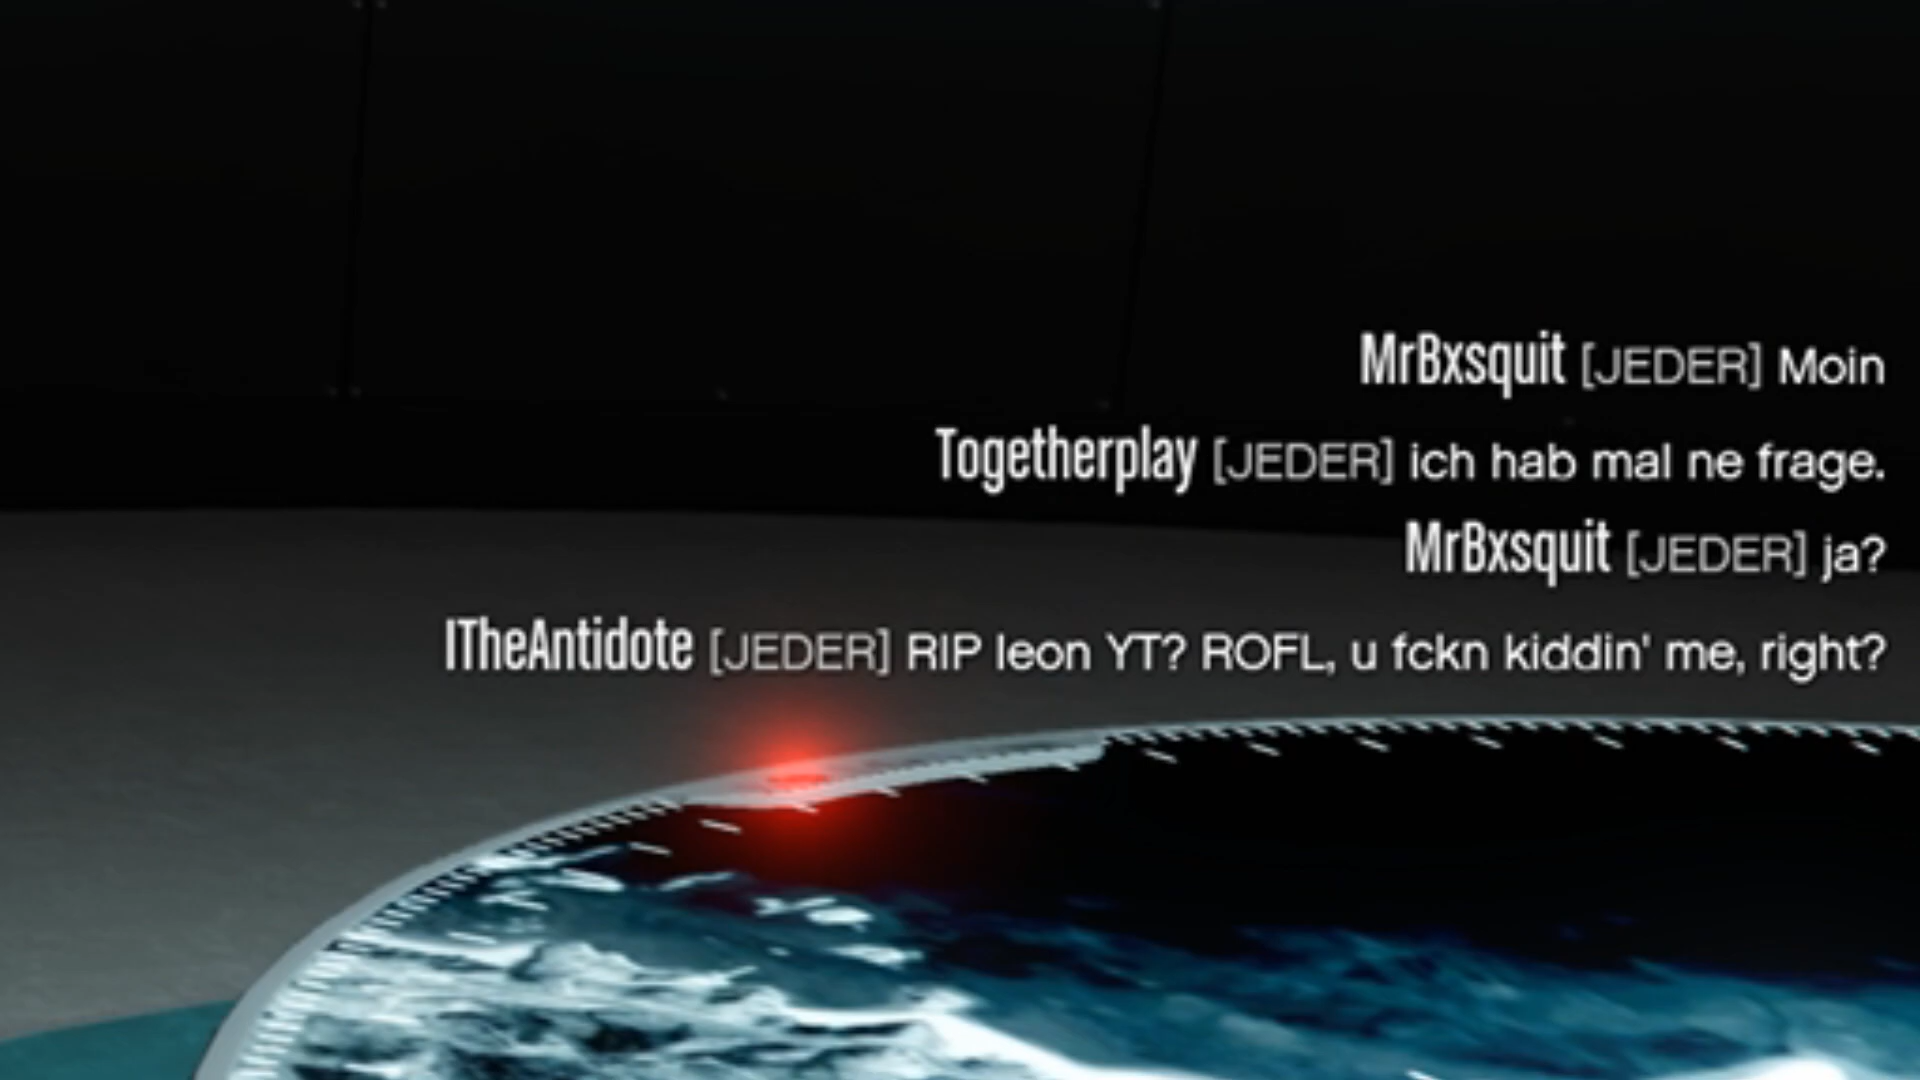 MrBxsquit [JEDER] Moin
Togetherplay [JEDER] ich hab mal ne frage.
MrBxsquit [JEDER] ja?
ITheAntidote [JEDER] RIP leon YT? ROFL, u fckn kiddin' me, right?